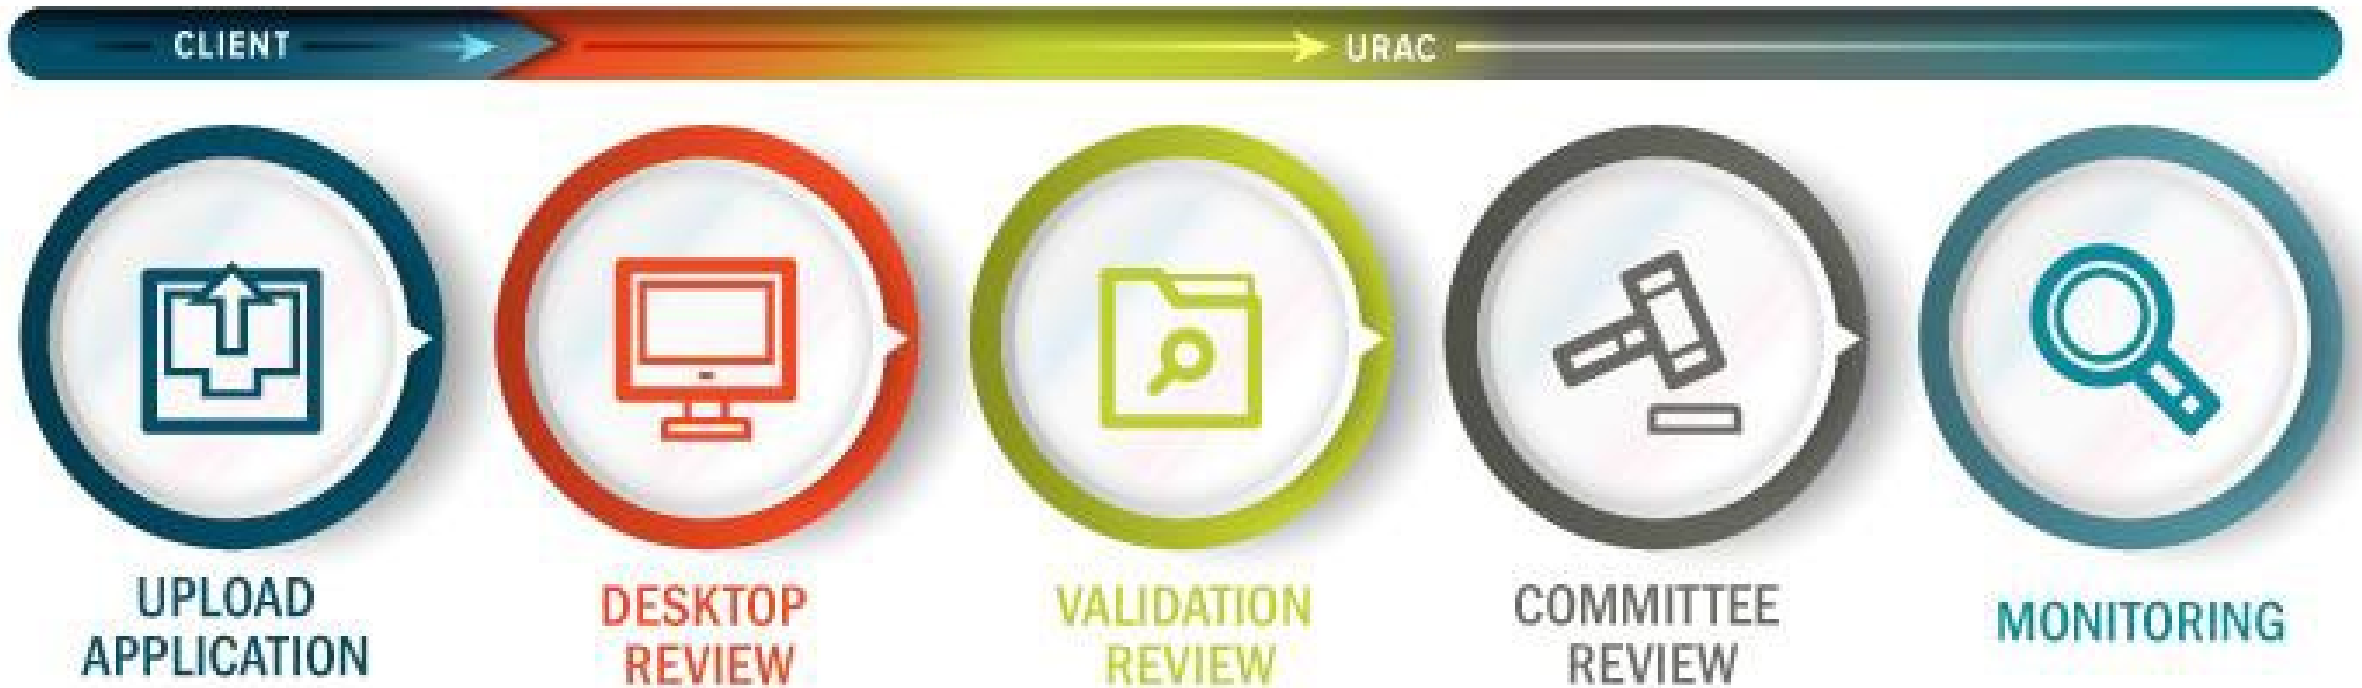 CLIENT
URAC
UPLOAD
APPLICATION
DESKTOP
REVIEW
VALIDATION
REVIEW
COMMITTEE
REVIEW
MONITORING